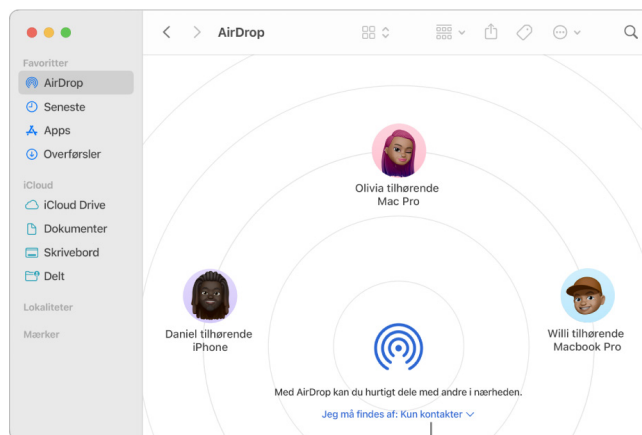 AirDrop
Favoritter
AirDrop
Seneste
Apps
Overførsler
iCloud
iCloud Drive
Dokumenter
Skrivebord
Delt
Lokaliteter
Mærker
Olivia tilhørende
Mac Pro
Daniel tilhørende
iPhone
Willi tilhørende
Macbook Pro
Med AirDrop kan du hurtigt dele med andre i nærheden.
Jeg må findes af: Kun kontakter